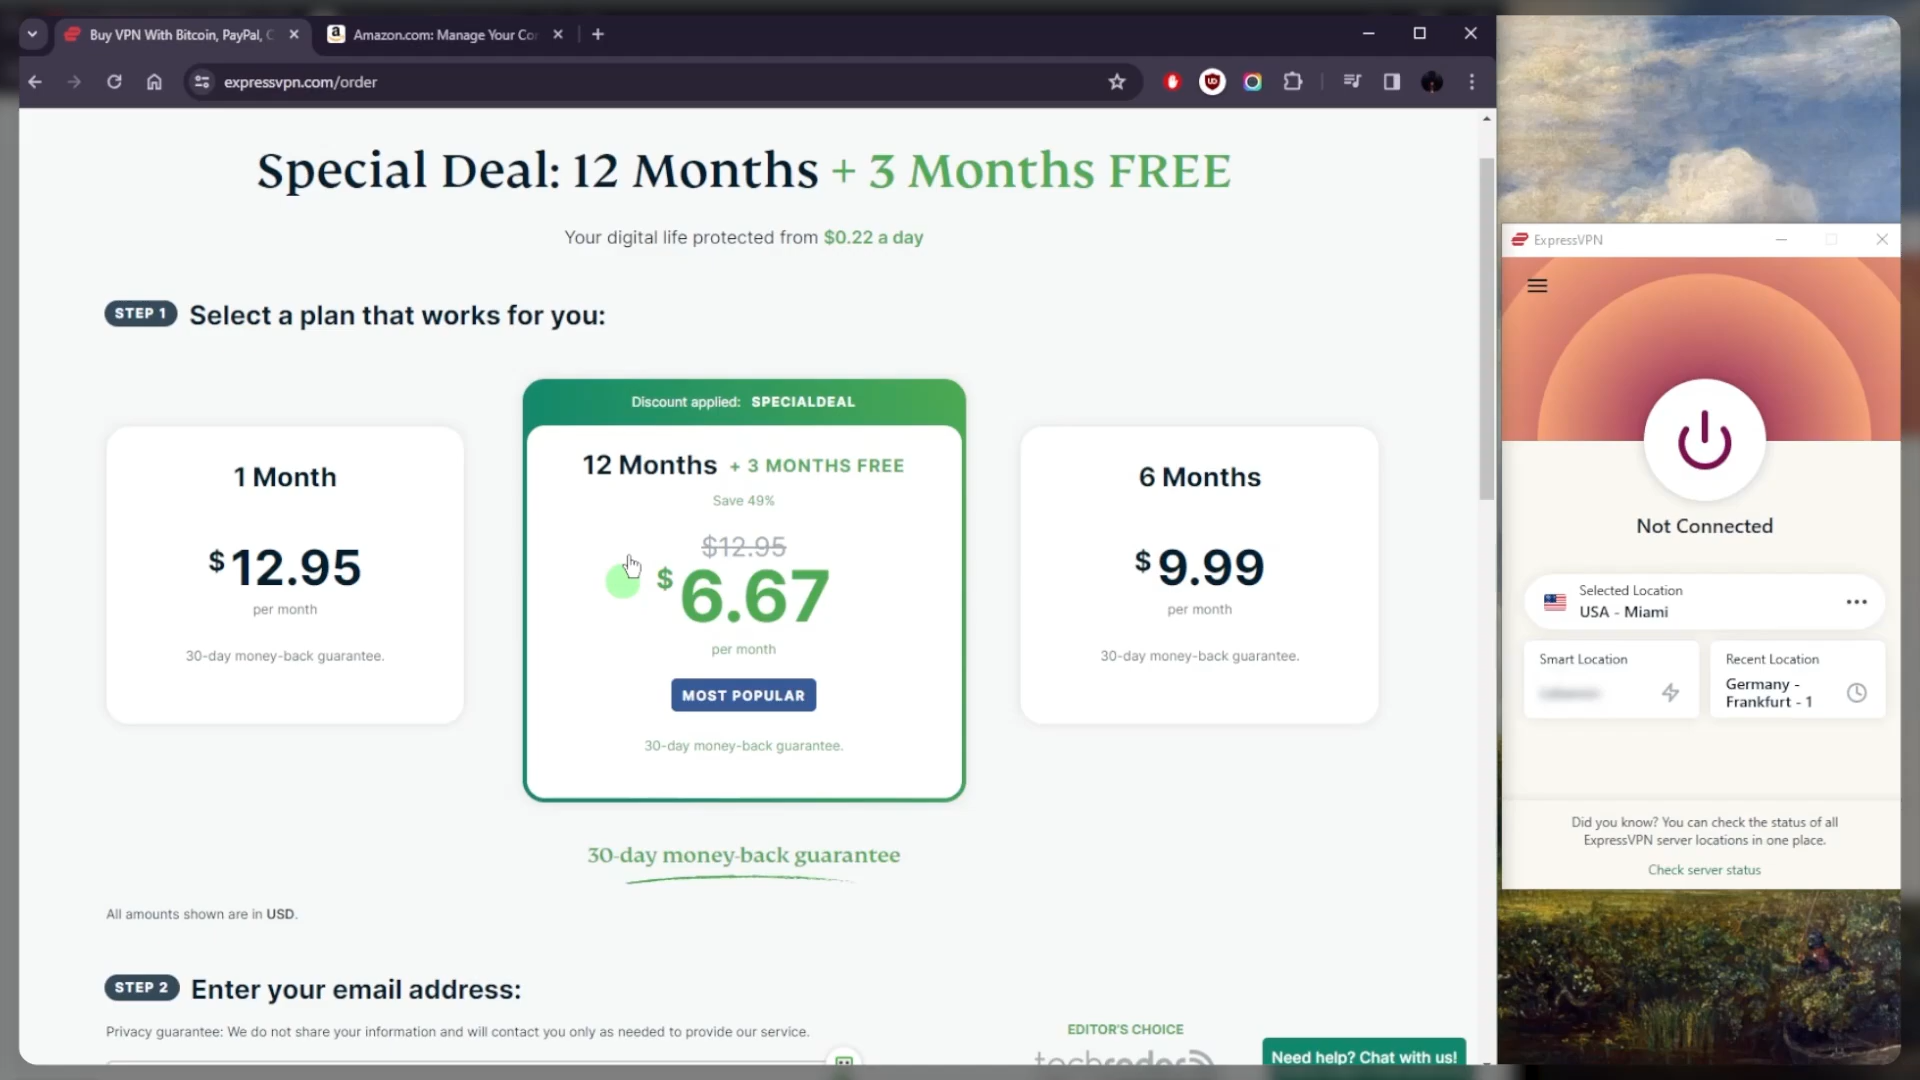 Buy VPN With Bitcoin, PayPal, C
Amazon.com: Manage Your Cor
expressvpn.com/order
Special Deal: 12 Months + 3 Months FREE
Your digital life protected from $0.22 a day
STEP 1 Select a plan that works for you:
1 Month
$12.95
per month
30-day money-back guarantee.
Discount applied: SPECIALDEAL
12 Months + 3 MONTHS FREE
Save 49%
$12.95
$6.67
per month
MOST POPULAR
30-day money-back guarantee.
6 Months
$9.99
per month
30-day money-back guarantee.
30-day money-back guarantee
All amounts shown are in USD.
STEP 2 Enter your email address:
Privacy guarantee: We do not share your information and will contact you only as needed to provide our service.
EDITOR'S CHOICE
techradar
Need help? Chat with us!
ExpressVPN
Not Connected
Selected Location
USA - Miami
Smart Location
Recent Location
Germany -
Frankfurt - 1
Did you know? You can check the status of all
ExpressVPN server locations in one place.
Check server status